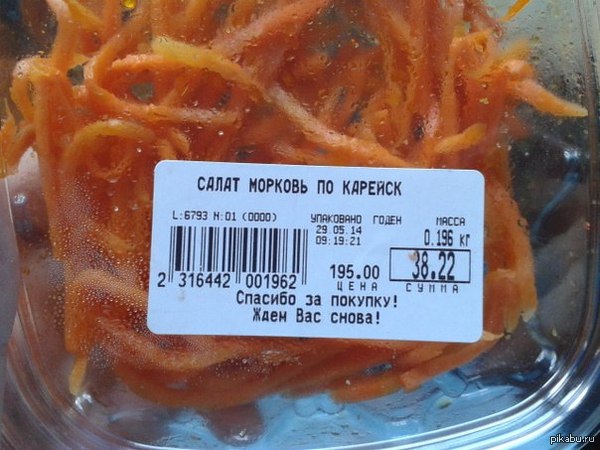 САЛАТ МОРКОВЬ ПО КАРЕЙСК
L:6793 N:01 (0000) УПАКОВАНО ГОДЕН МАССА
29.05.14 0.196 кг
09:19:21
195.00 38.22
ЦЕНА СУММА
2 316442 001962
Спасибо за покупку!
Ждем Вас снова!
pikabu.ru